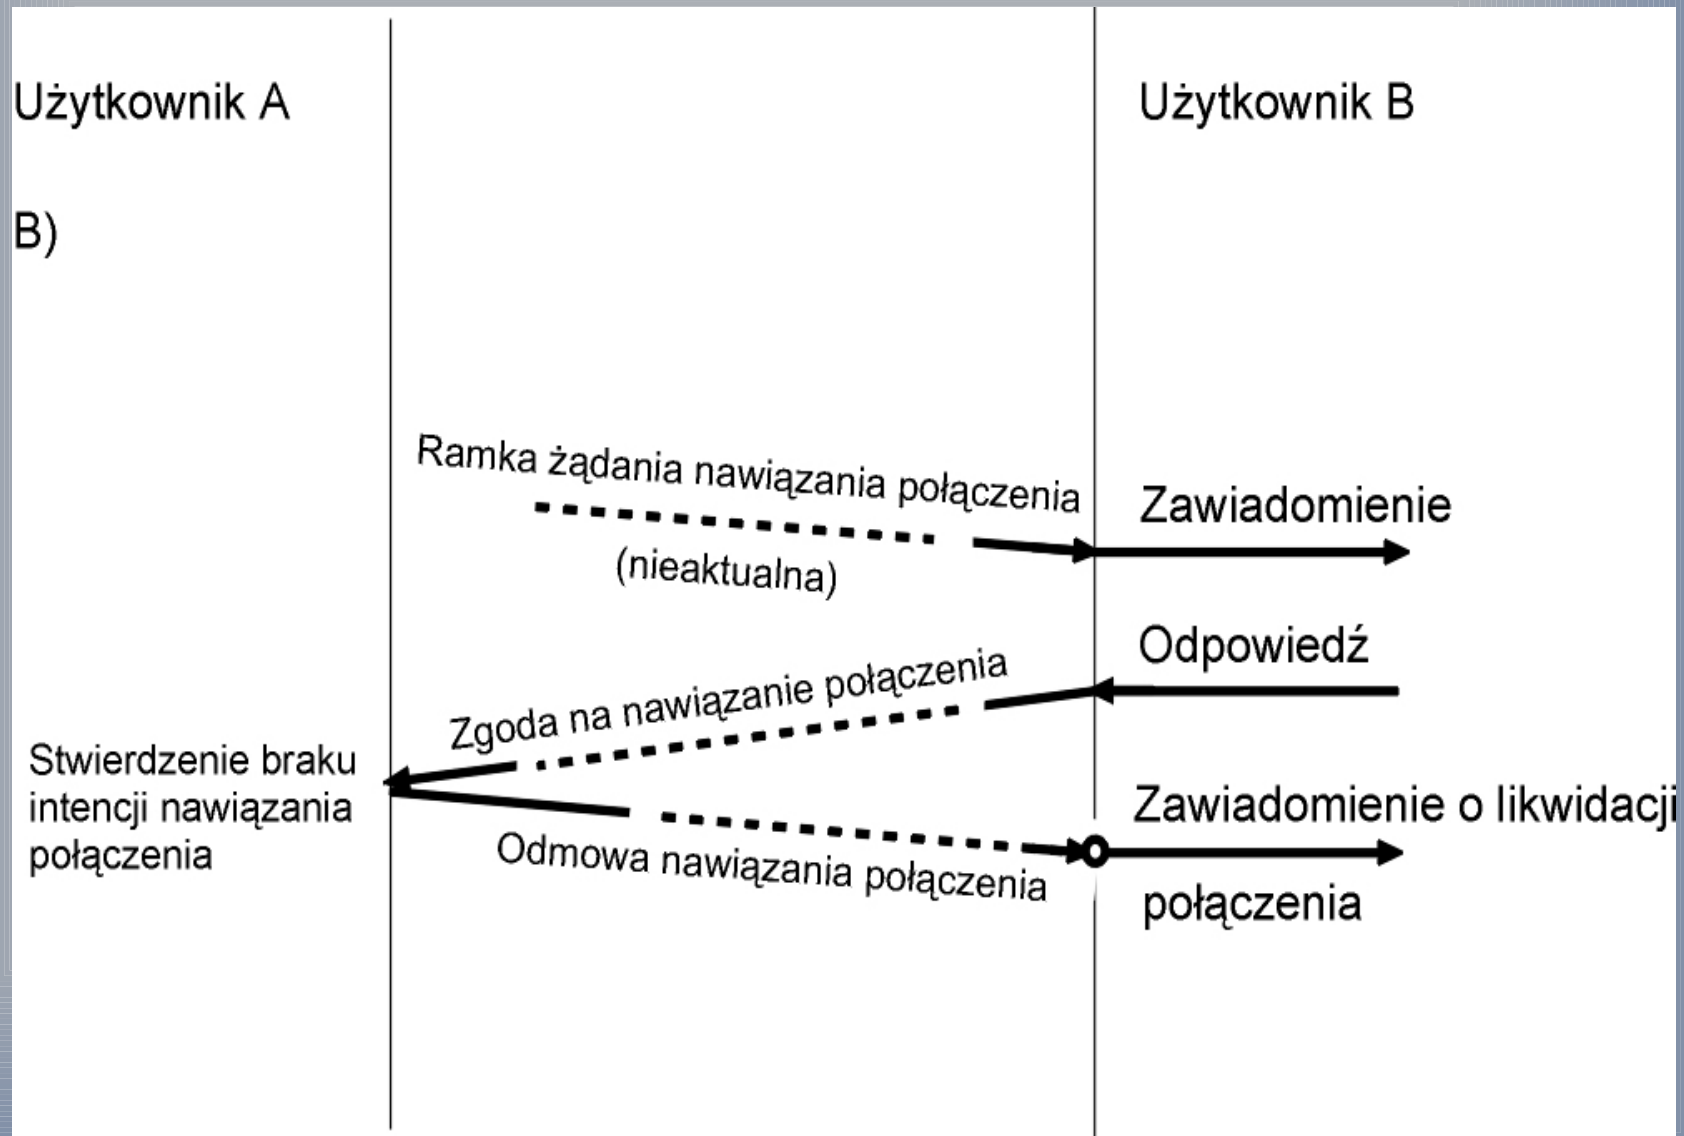 Użytkownik A
Użytkownik B
B)
Ramka żądania nawiązania połączenia
(nieaktualna)
Zawiadomienie
Odpowiedź
Zgoda na nawiązanie połączenia
Stwierdzenie braku
intencji nawiązania
połączenia
Zawiadomienie o likwidacji
połączenia
Odmowa nawiązania połączenia